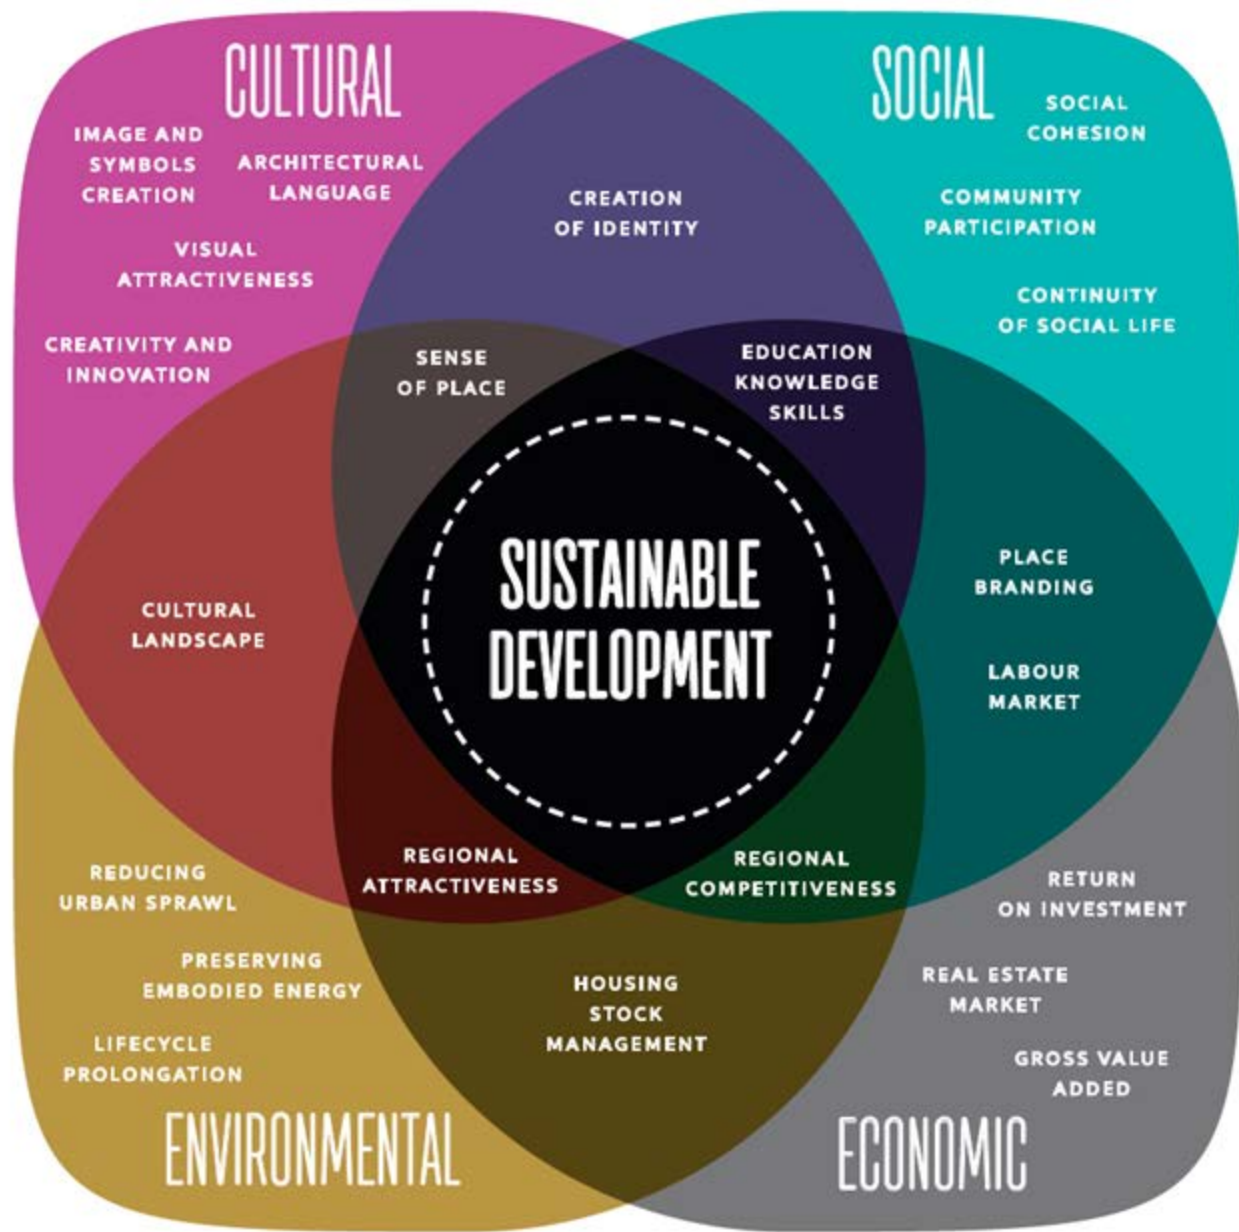 CULTURAL
IMAGE AND
SYMBOLS
CREATION
ARCHITECTURAL
LANGUAGE
VISUAL
ATTRACTIVENESS
CREATIVITY AND
INNOVATION
CREATION
OF IDENTITY
SOCIAL
SOCIAL
COHESION
COMMUNITY
PARTICIPATION
CONTINUITY
OF SOCIAL LIFE
SENSE
OF PLACE
EDUCATION
KNOWLEDGE
SKILLS
CULTURAL
LANDSCAPE
SUSTAINABLE
DEVELOPMENT
PLACE
BRANDING
LABOUR
MARKET
REGIONAL
ATTRACTIVENESS
REGIONAL
COMPETITIVENESS
REDUCING
URBAN SPRAWL
PRESERVING
EMBODIED ENERGY
LIFECYCLE
PROLONGATION
ENVIRONMENTAL
HOUSING
STOCK
MANAGEMENT
RETURN
ON INVESTMENT
REAL ESTATE
MARKET
GROSS VALUE
ADDED
ECONOMIC